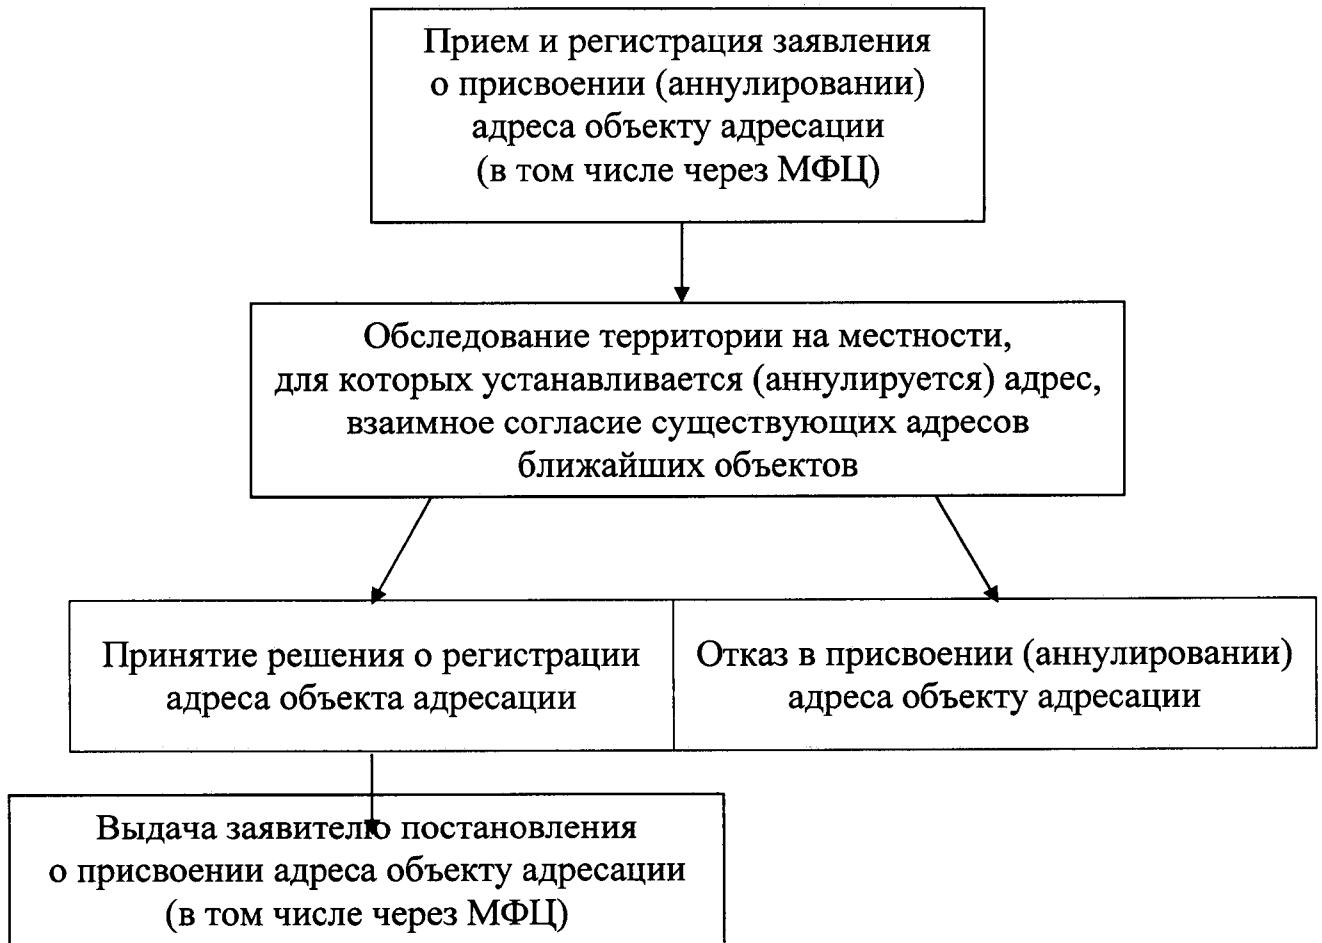 Прием и регистрация заявления
о присвоении (аннулировании)
адреса объекту адресации
(в том числе через МФЦ)
Обследование территории на местности,
для которых устанавливается (аннулируется) адрес,
взаимное согласие существующих адресов
ближайших объектов
Принятие решения о регистрации
адреса объекта адресации
Отказ в присвоении (аннулировании)
адреса объекту адресации
Выдача заявителю постановления
о присвоении адреса объекту адресации
(в том числе через МФЦ)